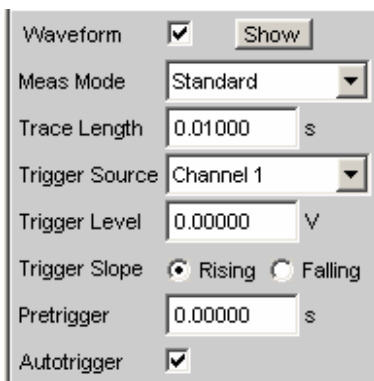 Waveform Show
Meas Mode Standard
Trace Length 0.01000 s
Trigger Source Channel 1
Trigger Level 0.00000 V
Trigger Slope Rising Falling
Pretrigger 0.00000 s
Autotrigger